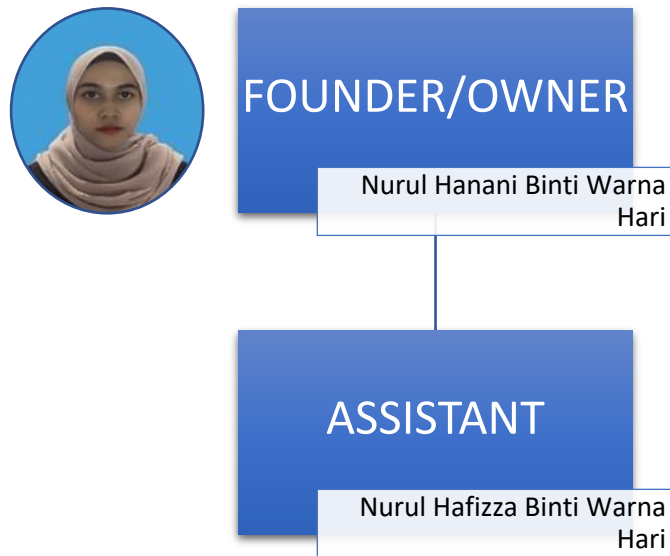 FOUNDER/OWNER
Nurul Hanani Binti Warna
Hari
ASSISTANT
Nurul Hafizza Binti Warna
Hari